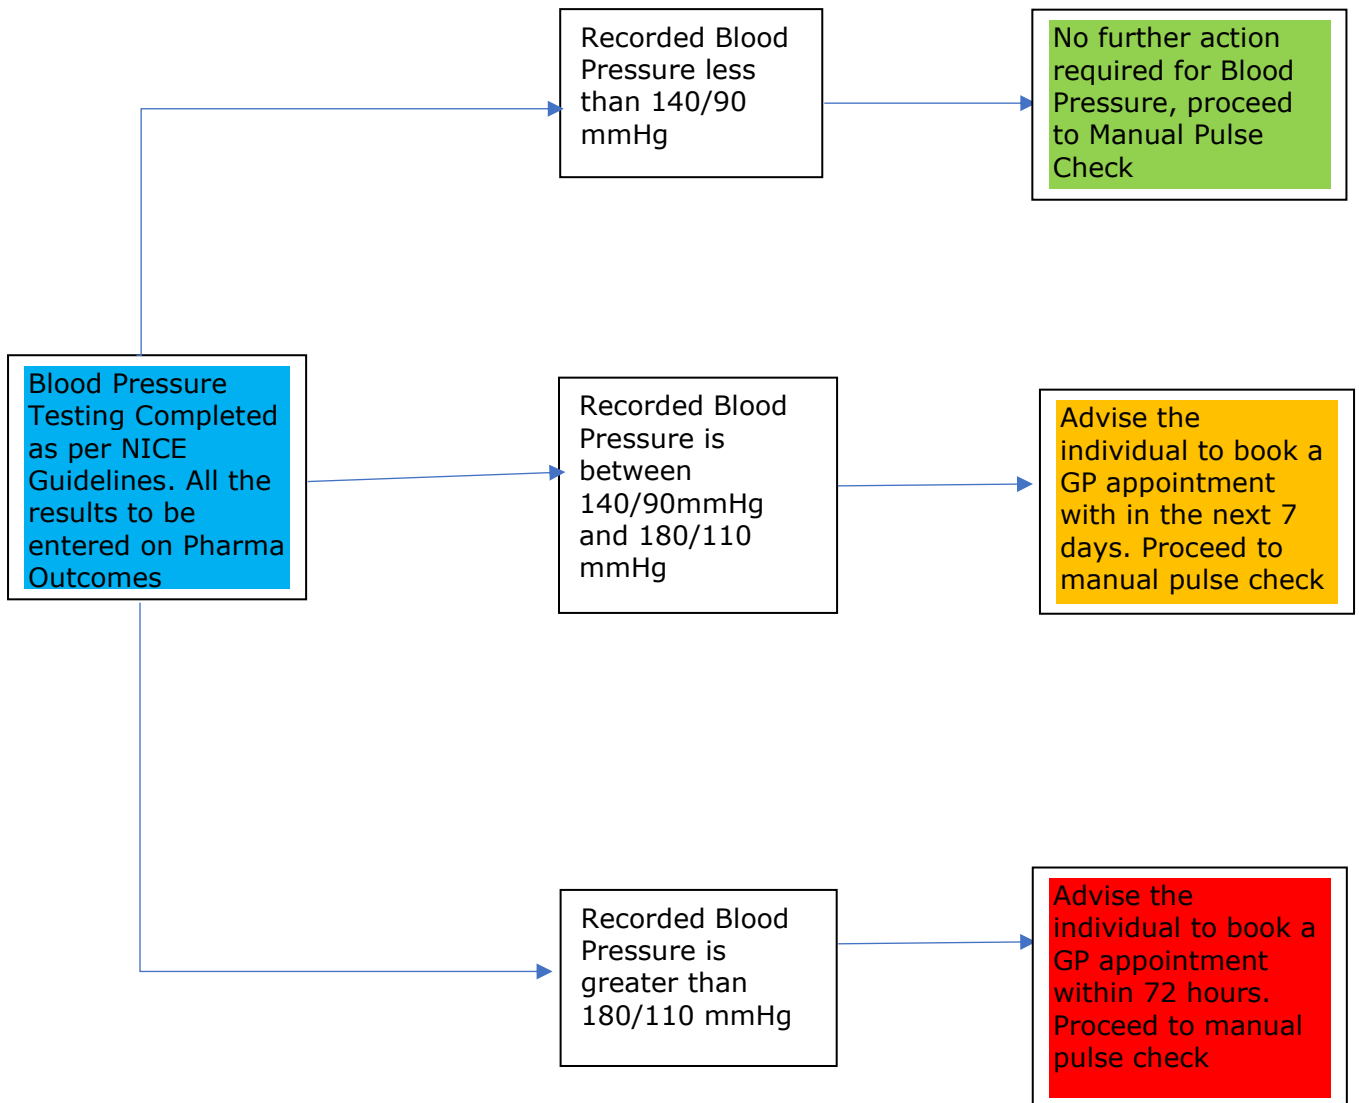 Recorded Blood
Pressure less
than 140/90
mmHg
No further action
required for Blood
Pressure, proceed
to Manual Pulse
Check
Blood Pressure
Testing Completed
as per NICE
Guidelines. All the
results to be
entered on Pharma
Outcomes
Recorded Blood
Pressure is
between
140/90mmHg
and 180/110
mmHg
Advise the
individual to book a
GP appointment
with in the next 7
days. Proceed to
manual pulse check
Recorded Blood
Pressure is
greater than
180/110 mmHg
Advise the
individual to book a
GP appointment
within 72 hours.
Proceed to manual
pulse check